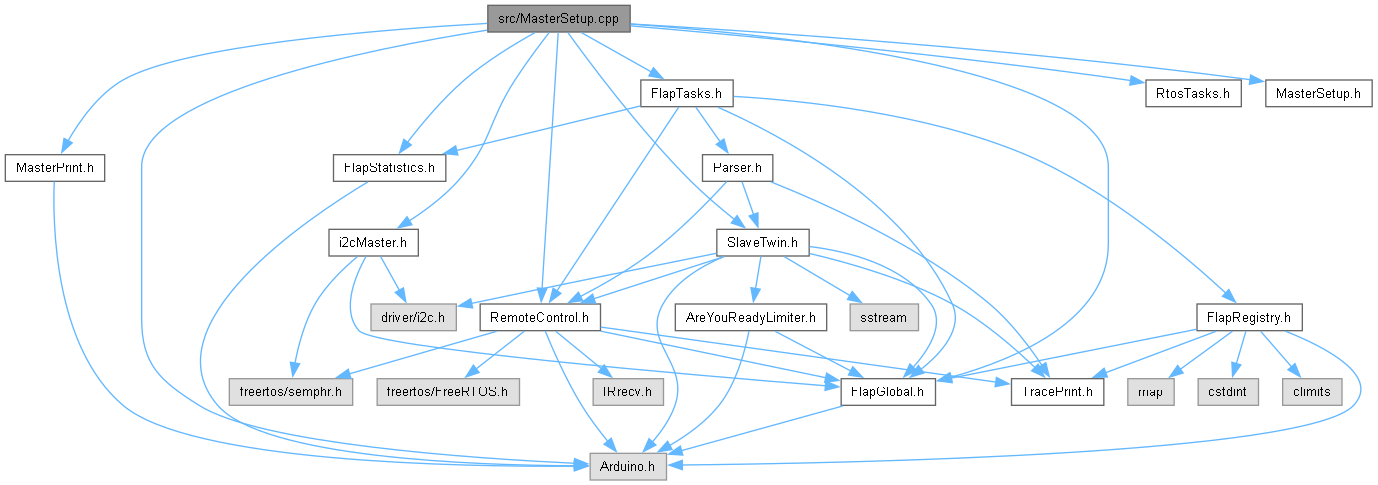 src/MasterSetup.cpp
FlapTasks.h
RtosTasks.h
MasterSetup.h
MasterPrint.h
FlapStatistics.h
Parser.h
i2cMaster.h
SlaveTwin.h
driver/i2c.h
RemoteControl.h
AreYouReadyLimiter.h
sstream
FlapRegistry.h
freertos/semphr.h
freertos/FreeRTOS.h
IRrecv.h
FlapGlobal.h
TracePrint.h
map
cstdint
climits
Arduino.h